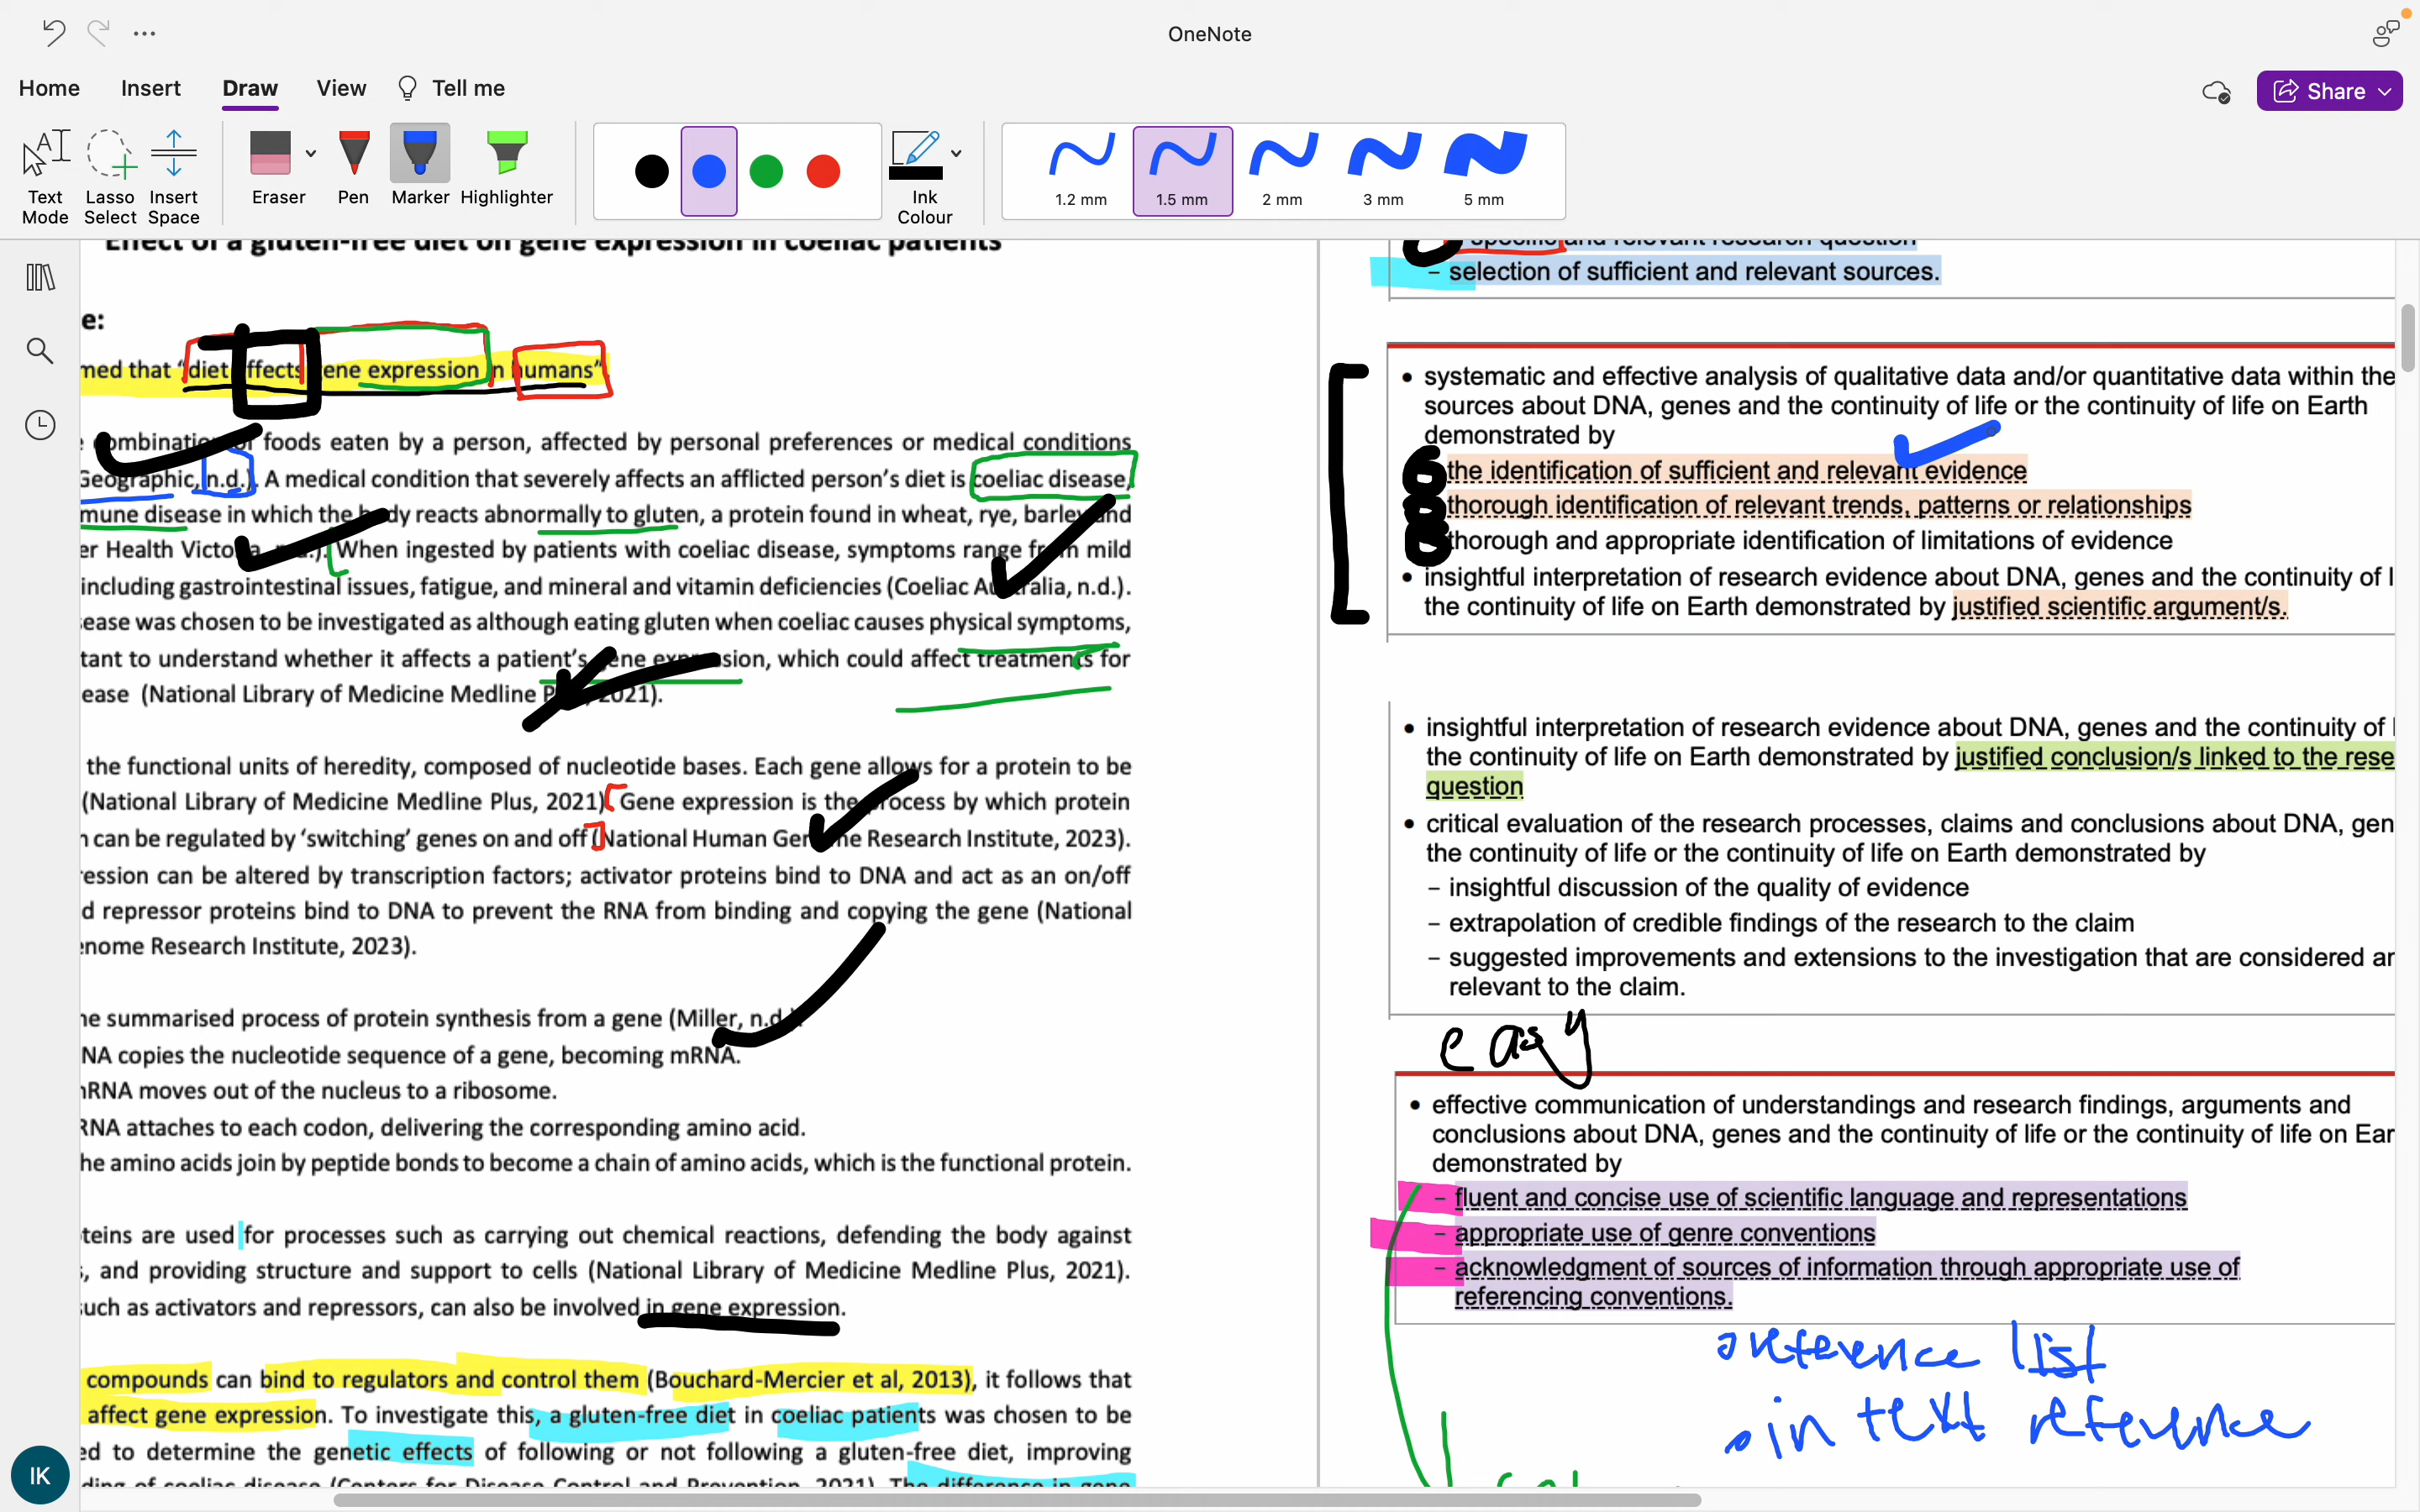 OneNote
Home Insert Draw View Tell me
Share
Text Mode
Lasso Select
Insert Space
Eraser
Pen
Marker
Highlighter
Ink Colour
1.2 mm
1.5 mm
2 mm
3 mm
5 mm
Effect of a gluten-free diet on gene expression in coeliac patients
e:
med that "diet ffects ene expression in humans"
foods eaten by a person, affected by personal preferences or medical conditions
Geographic, n.d.). A medical condition that severely affects an afflicted person's diet is coeliac disease,
mune disease in which the body reacts abnormally to gluten, a protein found in wheat, rye, barley and
er Health When ingested by patients with coeliac disease, symptoms range from mild
including gastrointestinal issues, fatigue, and mineral and vitamin deficiencies (Coeliac Australia, n.d.).
ease was chosen to be investigated as although eating gluten when coeliac causes physical symptoms,
tant to understand whether it affects a patient's gene expression, which could affect treatments for
ease (National Library of Medicine Medline 2021).
the functional units of heredity, composed of nucleotide bases. Each gene allows for a protein to be
(National Library of Medicine Medline Plus, 2021). Gene expression is the process by which protein
n can be regulated by 'switching' genes on and off (National Human Genome Research Institute, 2023).
ression can be altered by transcription factors; activator proteins bind to DNA and act as an on/off
d repressor proteins bind to DNA to prevent the RNA from binding and copying the gene (National
enome Research Institute, 2023).
he summarised process of protein synthesis from a gene (Miller, n.d.).
NA copies the nucleotide sequence of a gene, becoming mRNA.
nRNA moves out of the nucleus to a ribosome.
RNA attaches to each codon, delivering the corresponding amino acid.
he amino acids join by peptide bonds to become a chain of amino acids, which is the functional protein.
teins are used for processes such as carrying out chemical reactions, defending the body against
, and providing structure and support to cells (National Library of Medicine Medline Plus, 2021).
such as activators and repressors, can also be involved in gene expression.
compounds can bind to regulators and control them (Bouchard-Mercier et al, 2013), it follows that
affect gene expression. To investigate this, a gluten-free diet in coeliac patients was chosen to be
ed to determine the genetic effects of following or not following a gluten-free diet, improving
ding of coeliac disease (Centers for Disease Control and Prevention, 2021). The difference in gene
specific and relevant research question
– selection of sufficient and relevant sources.
• systematic and effective analysis of qualitative data and/or quantitative data within the
sources about DNA, genes and the continuity of life or the continuity of life on Earth
demonstrated by
the identification of sufficient and relevant evidence
thorough identification of relevant trends, patterns or relationships
thorough and appropriate identification of limitations of evidence
• insightful interpretation of research evidence about DNA, genes and the continuity of l
the continuity of life on Earth demonstrated by justified scientific argument/s.
• insightful interpretation of research evidence about DNA, genes and the continuity of l
the continuity of life on Earth demonstrated by justified conclusion/s linked to the rese
question
• critical evaluation of the research processes, claims and conclusions about DNA, gen
the continuity of life or the continuity of life on Earth demonstrated by
– insightful discussion of the quality of evidence
– extrapolation of credible findings of the research to the claim
– suggested improvements and extensions to the investigation that are considered an
relevant to the claim.
easy
• effective communication of understandings and research findings, arguments and
conclusions about DNA, genes and the continuity of life or the continuity of life on Ear
demonstrated by
– fluent and concise use of scientific language and representations
– appropriate use of genre conventions
– acknowledgment of sources of information through appropriate use of
referencing conventions.
reference list
in text reference
IK